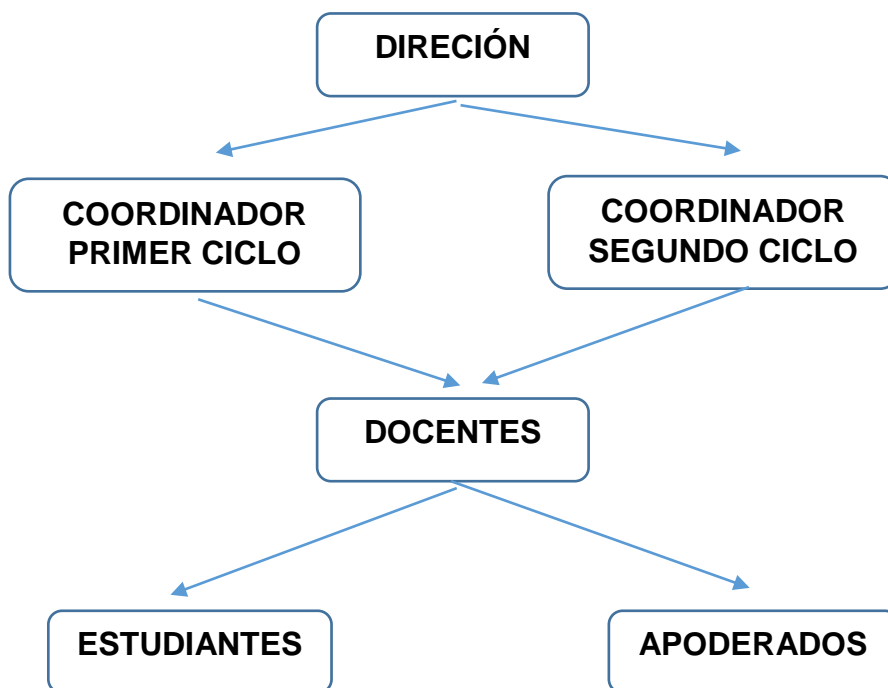 DIRECIÓN
COORDINADOR
PRIMER CICLO
COORDINADOR
SEGUNDO CICLO
DOCENTES
ESTUDIANTES
APODERADOS